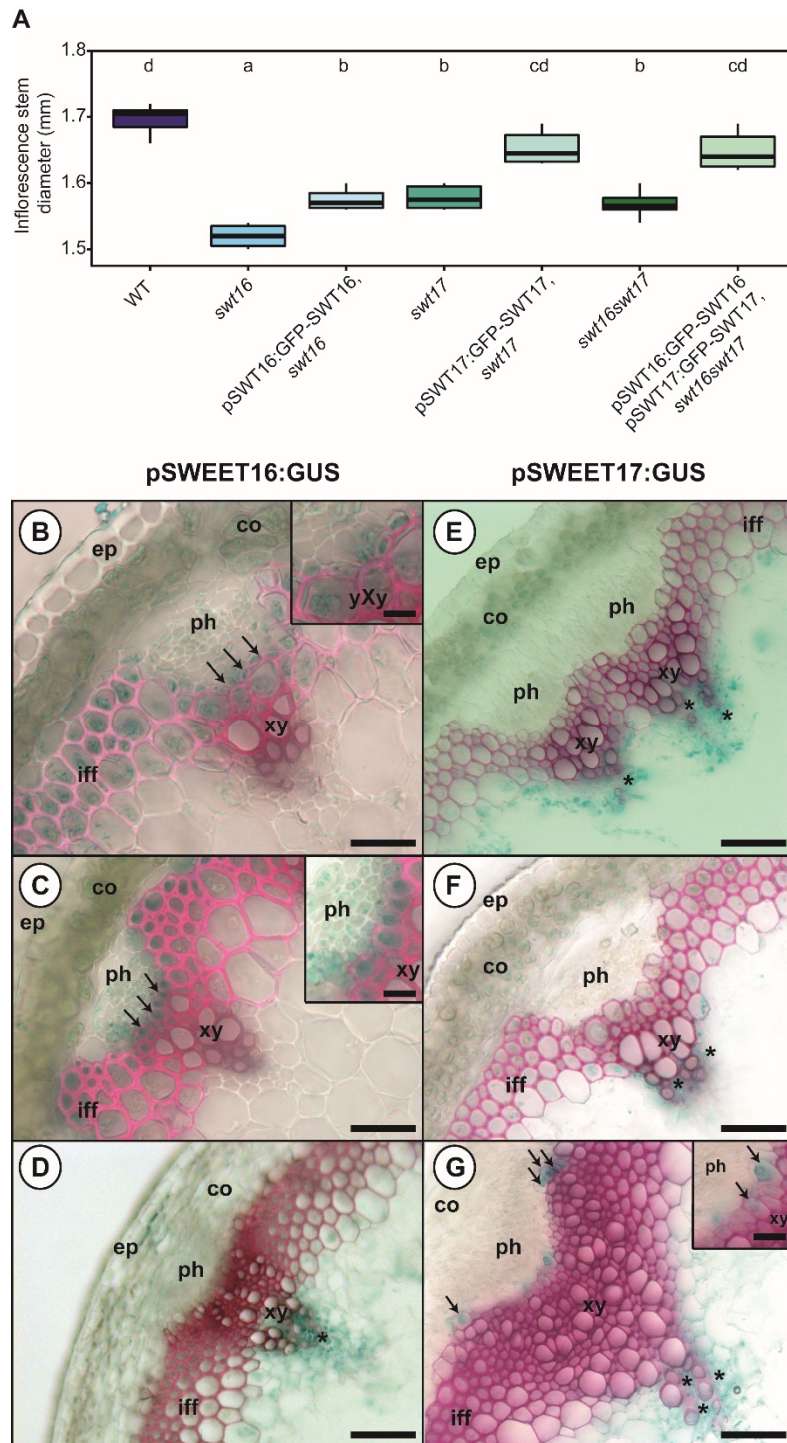 A
Inflorescence stem
diameter (mm)
1.8
1.7
1.6
1.5
d a b b cd b cd
WT
swt16
pSWT16:GFP-SWT16,
swt16
swt17
pSWT17:GFP-SWT17,
swt17
swt16swt17
pSWT16:GFP-SWT16
pSWT17:GFP-SWT17,
swt16swt17
pSWEET16:GUS
pSWEET17:GUS
B
ep
co
ph
yXy
xy
iff
E
iff
ep
co
ph
ph
xy
xy
*
*
*
C
co
ep
ph
ph
xy
xy
iff
F
ep
co
ph
xy
iff
*
*
D
co
ep
ph
xy
*
iff
G
co
ph
ph
xy
xy
iff
*
*
*